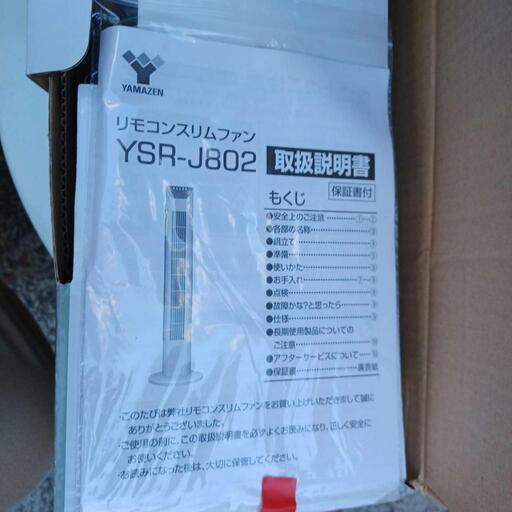 YAMAZEN
リモコンスリムファン
YSR-J802
取扱説明書
保証書付
もくじ
安全上のご注意
各部の名称
組立て
準備
使いかた
お手入れ
点検
故障かな?と思ったら
仕様
長期使用製品についての
ご注意
アフターサービスについて
保証書 裏表紙
・このたびは弊社リモコンスリムファンをお買い上げいただきまして誠に
ありがとうございました。
・ご使用の前に、この取扱説明書を必ずよくお読みになり、正しく安全に
お使いください。
・お読みになった後は、大切に保管してください。